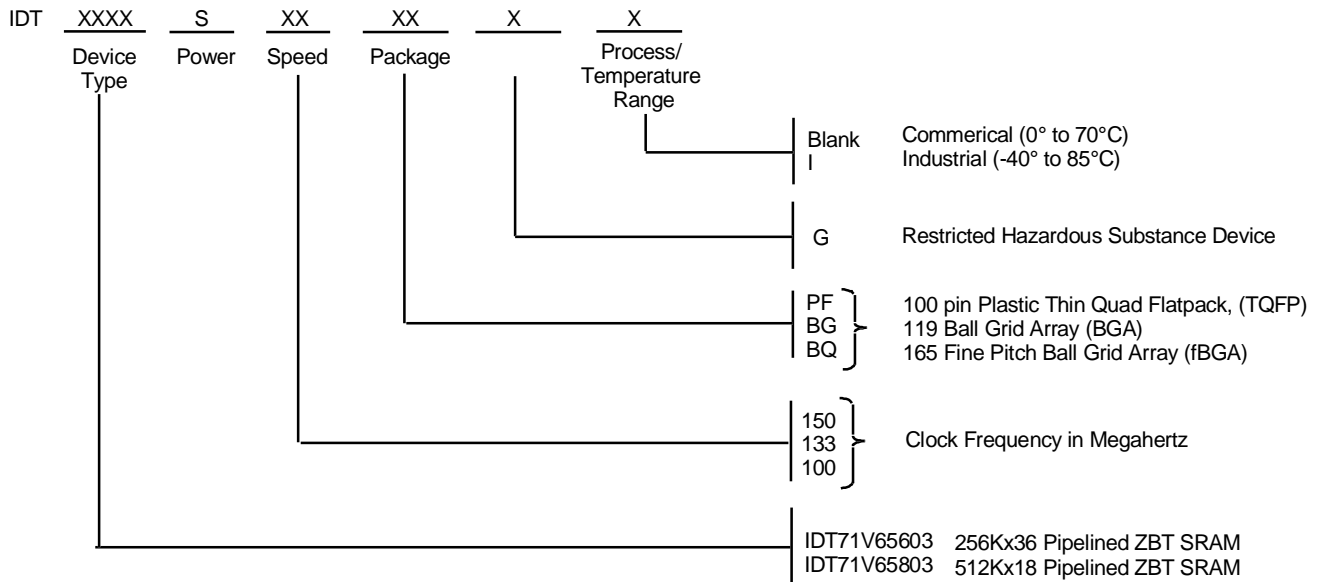 IDT XXXX S XX XX X X
Device Type Power Speed Package Process/ Temperature Range
Blank Commerical (0° to 70°C)
I Industrial (-40° to 85°C)
G Restricted Hazardous Substance Device
PF 100 pin Plastic Thin Quad Flatpack, (TQFP)
BG 119 Ball Grid Array (BGA)
BQ 165 Fine Pitch Ball Grid Array (fBGA)
150
133 Clock Frequency in Megahertz
100
IDT71V65603 256Kx36 Pipelined ZBT SRAM
IDT71V65803 512Kx18 Pipelined ZBT SRAM